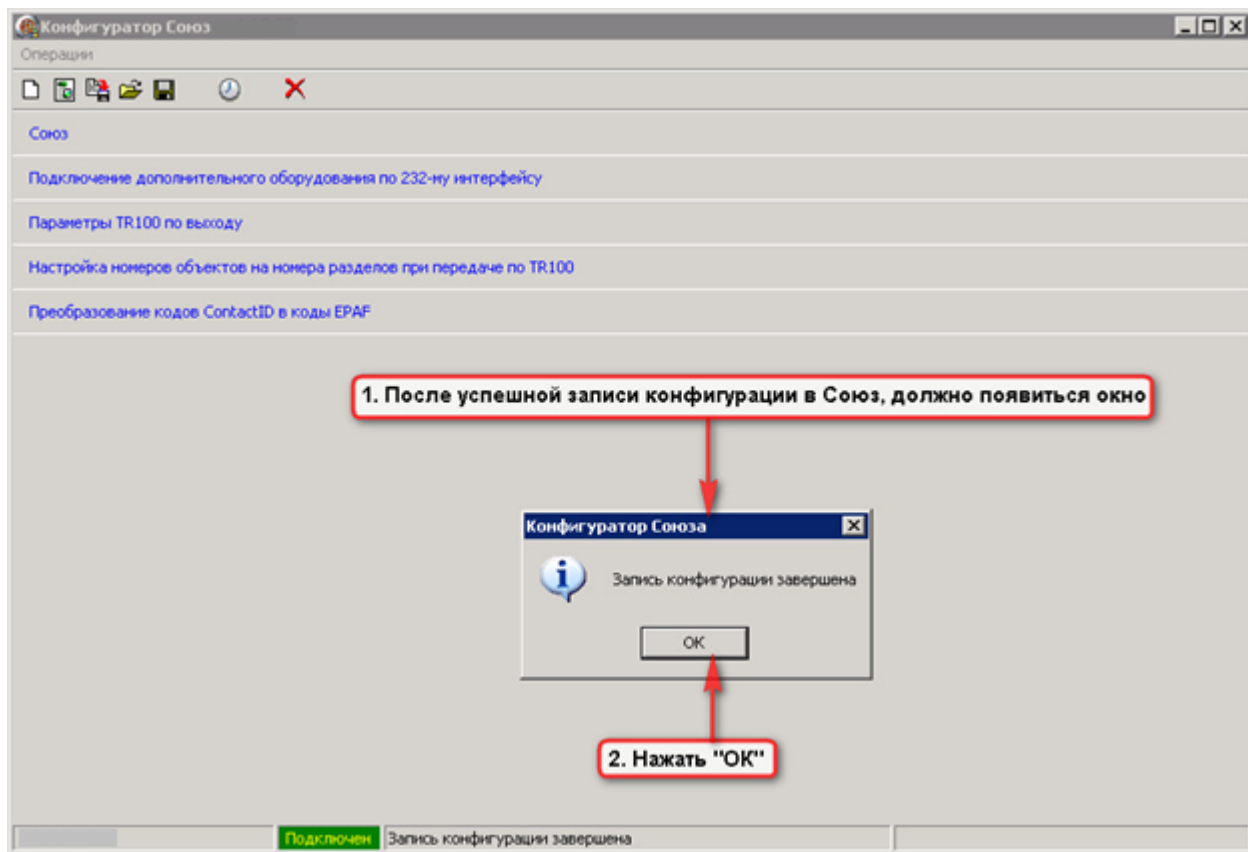 Конфигуратор Союз
Операции
Союз
Подключение дополнительного оборудования по 232-му интерфейсу
Параметры TR100 по выходу
Настройка номеров объектов на номера разделов при передаче по TR100
Преобразование кодов ContactID в коды EPAF
1. После успешной записи конфигурации в Союз, должно появиться окно
Конфигуратор Союза
Запись конфигурации завершена
ОК
2. Нажать "ОК"
Подключен Запись конфигурации завершена